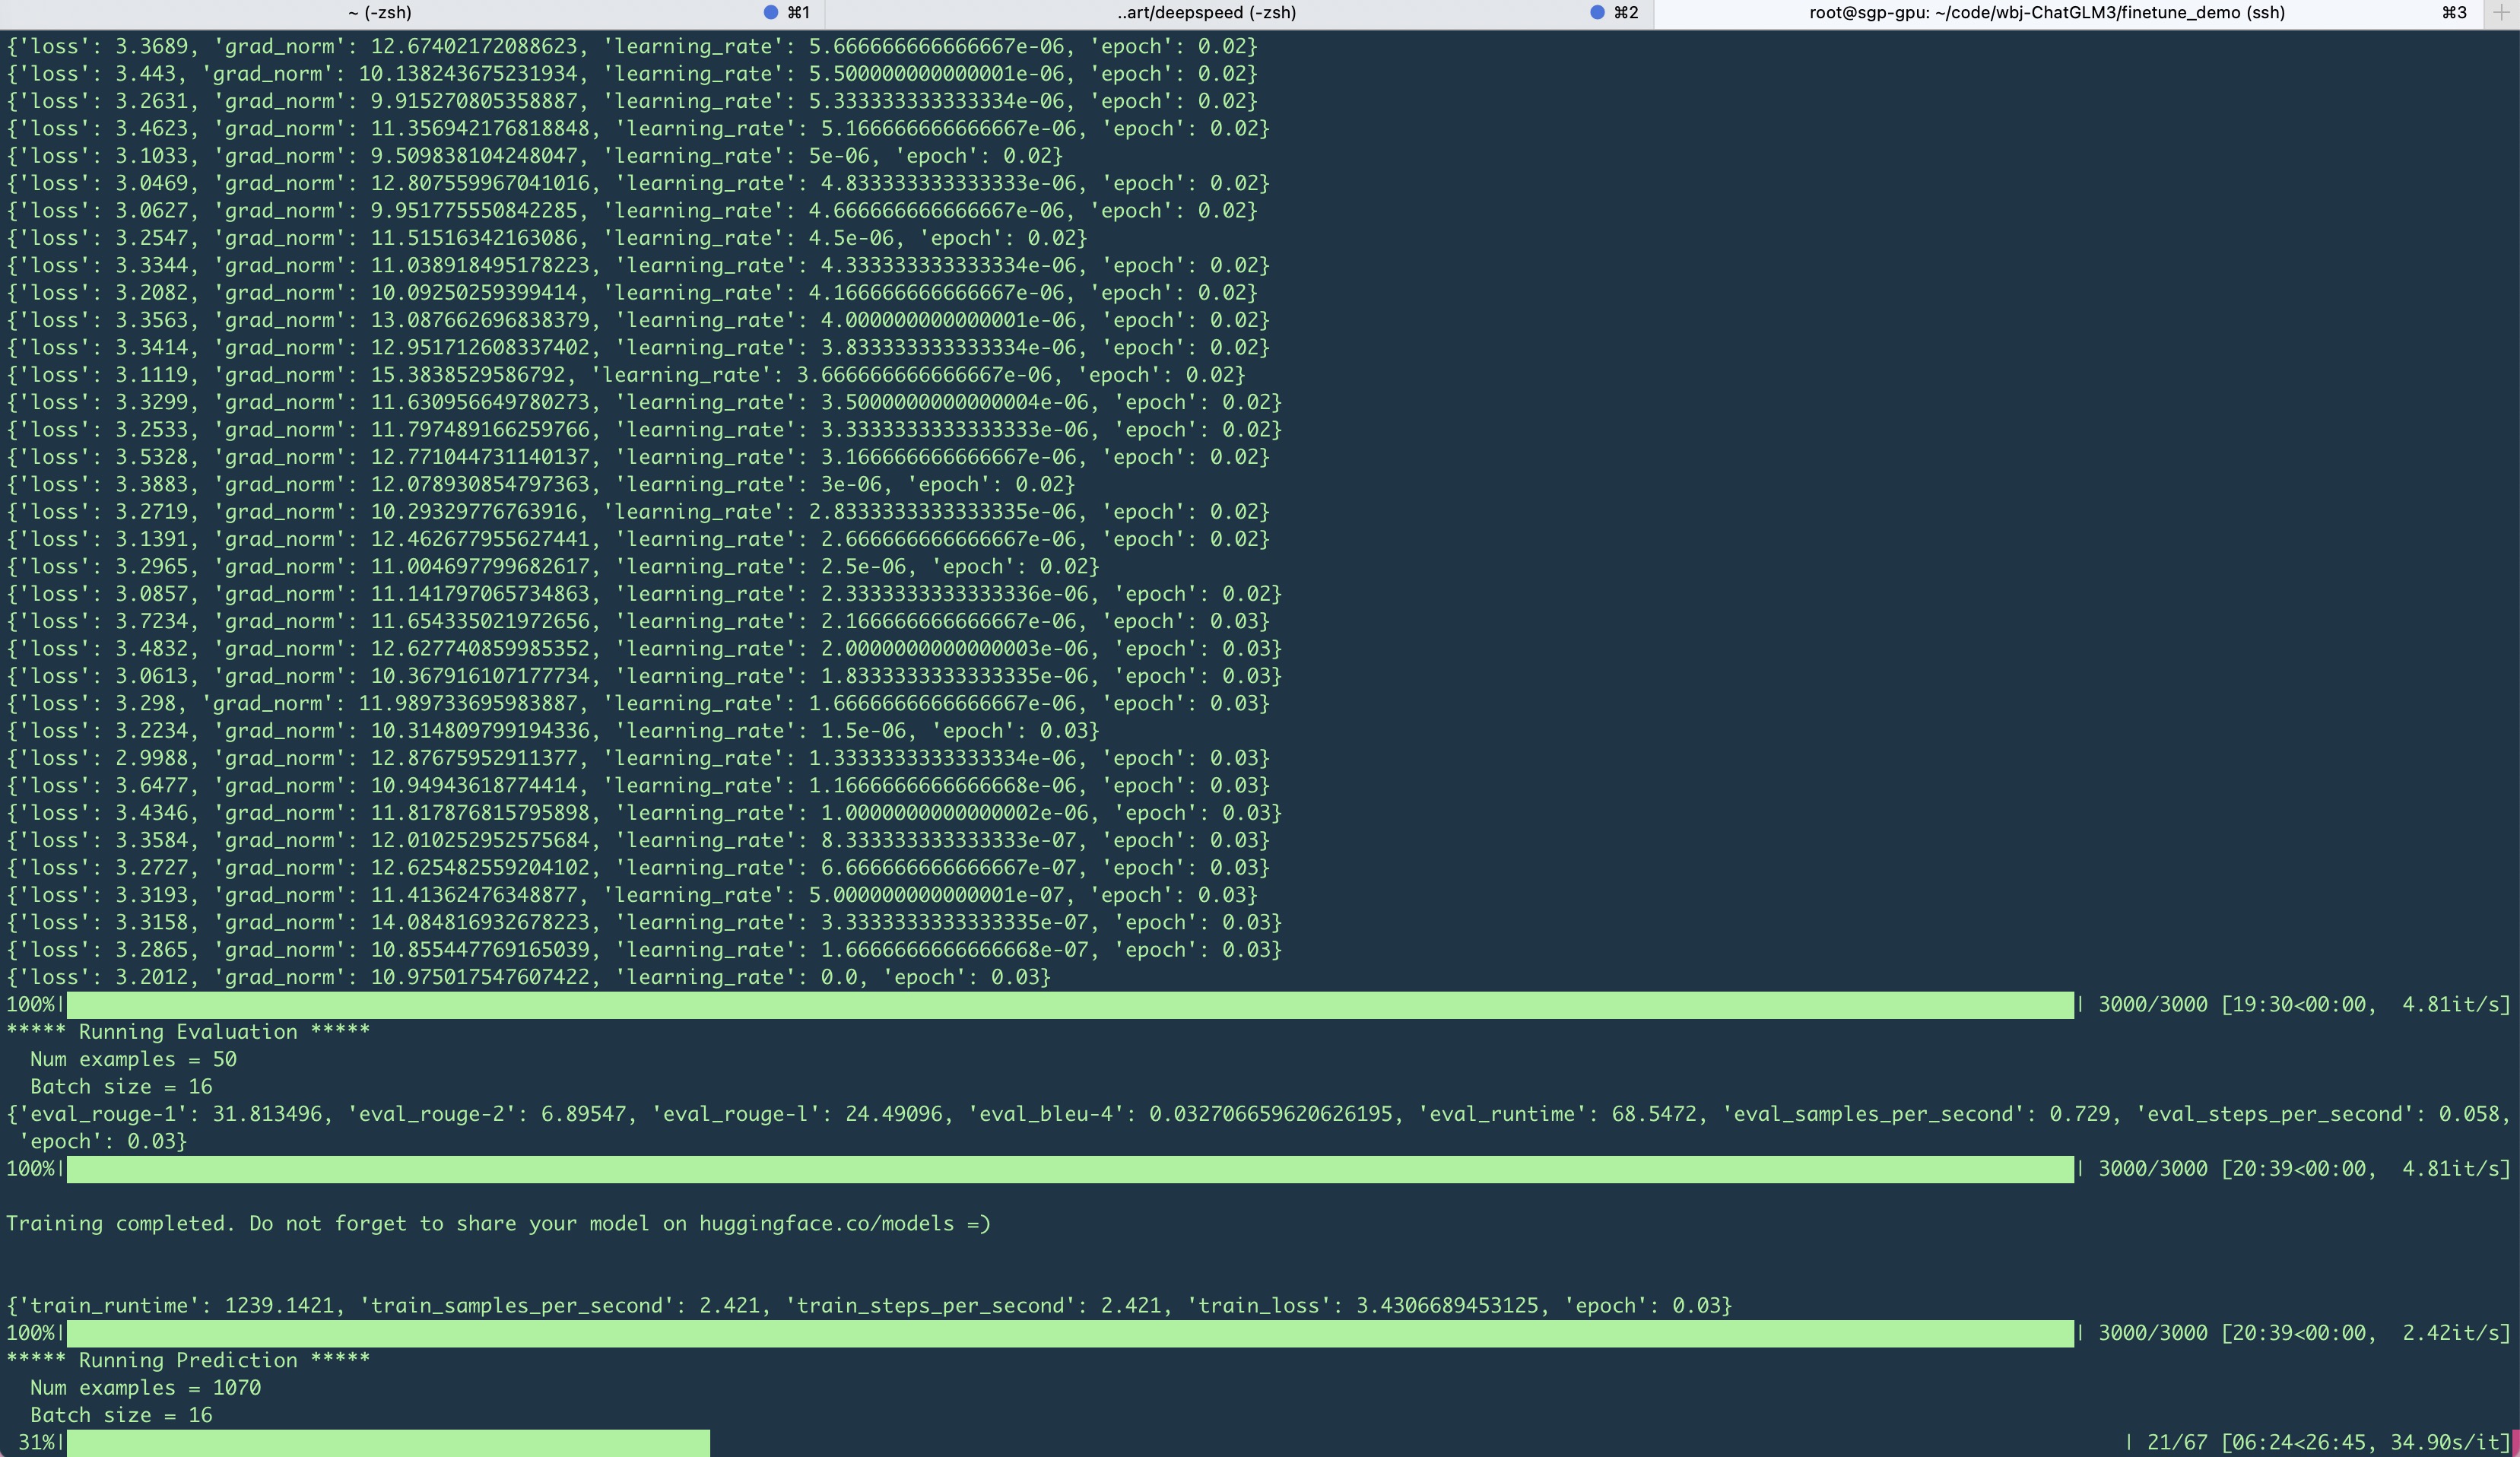 ~ (-zsh) ⌘1 ..art/deepspeed (-zsh) ⌘2 root@sgp-gpu: ~/code/wbj-ChatGLM3/finetune_demo (ssh) ⌘3
{'loss': 3.3689, 'grad_norm': 12.67402172088623, 'learning_rate': 5.666666666666667e-06, 'epoch': 0.02}
{'loss': 3.443, 'grad_norm': 10.138243675231934, 'learning_rate': 5.500000000000001e-06, 'epoch': 0.02}
{'loss': 3.2631, 'grad_norm': 9.915270805358887, 'learning_rate': 5.333333333333334e-06, 'epoch': 0.02}
{'loss': 3.4623, 'grad_norm': 11.356942176818848, 'learning_rate': 5.166666666666667e-06, 'epoch': 0.02}
{'loss': 3.1033, 'grad_norm': 9.509838104248047, 'learning_rate': 5e-06, 'epoch': 0.02}
{'loss': 3.0469, 'grad_norm': 12.807559967041016, 'learning_rate': 4.833333333333333e-06, 'epoch': 0.02}
{'loss': 3.0627, 'grad_norm': 9.951775550842285, 'learning_rate': 4.666666666666667e-06, 'epoch': 0.02}
{'loss': 3.2547, 'grad_norm': 11.51516342163086, 'learning_rate': 4.5e-06, 'epoch': 0.02}
{'loss': 3.3344, 'grad_norm': 11.038918495178223, 'learning_rate': 4.333333333333334e-06, 'epoch': 0.02}
{'loss': 3.2082, 'grad_norm': 10.09250259399414, 'learning_rate': 4.166666666666667e-06, 'epoch': 0.02}
{'loss': 3.3563, 'grad_norm': 13.087662696838379, 'learning_rate': 4.000000000000001e-06, 'epoch': 0.02}
{'loss': 3.3414, 'grad_norm': 12.951712608337402, 'learning_rate': 3.833333333333334e-06, 'epoch': 0.02}
{'loss': 3.1119, 'grad_norm': 15.3838529586792, 'learning_rate': 3.666666666666667e-06, 'epoch': 0.02}
{'loss': 3.3299, 'grad_norm': 11.630956649780273, 'learning_rate': 3.5000000000000004e-06, 'epoch': 0.02}
{'loss': 3.2533, 'grad_norm': 11.797489166259766, 'learning_rate': 3.3333333333333333e-06, 'epoch': 0.02}
{'loss': 3.5328, 'grad_norm': 12.771044731140137, 'learning_rate': 3.166666666666667e-06, 'epoch': 0.02}
{'loss': 3.3883, 'grad_norm': 12.078930854797363, 'learning_rate': 3e-06, 'epoch': 0.02}
{'loss': 3.2719, 'grad_norm': 10.29329776763916, 'learning_rate': 2.8333333333333335e-06, 'epoch': 0.02}
{'loss': 3.1391, 'grad_norm': 12.462677955627441, 'learning_rate': 2.666666666666667e-06, 'epoch': 0.02}
{'loss': 3.2965, 'grad_norm': 11.004697799682617, 'learning_rate': 2.5e-06, 'epoch': 0.02}
{'loss': 3.0857, 'grad_norm': 11.141797065734863, 'learning_rate': 2.3333333333333336e-06, 'epoch': 0.02}
{'loss': 3.7234, 'grad_norm': 11.654335021972656, 'learning_rate': 2.166666666666667e-06, 'epoch': 0.03}
{'loss': 3.4832, 'grad_norm': 12.627740859985352, 'learning_rate': 2.0000000000000003e-06, 'epoch': 0.03}
{'loss': 3.0613, 'grad_norm': 10.367916107177734, 'learning_rate': 1.8333333333333335e-06, 'epoch': 0.03}
{'loss': 3.298, 'grad_norm': 11.989733695983887, 'learning_rate': 1.6666666666666667e-06, 'epoch': 0.03}
{'loss': 3.2234, 'grad_norm': 10.314809799194336, 'learning_rate': 1.5e-06, 'epoch': 0.03}
{'loss': 2.9988, 'grad_norm': 12.87675952911377, 'learning_rate': 1.3333333333333334e-06, 'epoch': 0.03}
{'loss': 3.6477, 'grad_norm': 10.94943618774414, 'learning_rate': 1.1666666666666668e-06, 'epoch': 0.03}
{'loss': 3.4346, 'grad_norm': 11.817876815795898, 'learning_rate': 1.0000000000000002e-06, 'epoch': 0.03}
{'loss': 3.3584, 'grad_norm': 12.010252952575684, 'learning_rate': 8.333333333333333e-07, 'epoch': 0.03}
{'loss': 3.2727, 'grad_norm': 12.625482559204102, 'learning_rate': 6.666666666666667e-07, 'epoch': 0.03}
{'loss': 3.3193, 'grad_norm': 11.41362476348877, 'learning_rate': 5.000000000000001e-07, 'epoch': 0.03}
{'loss': 3.3158, 'grad_norm': 14.084816932678223, 'learning_rate': 3.3333333333333335e-07, 'epoch': 0.03}
{'loss': 3.2865, 'grad_norm': 10.855447769165039, 'learning_rate': 1.6666666666666668e-07, 'epoch': 0.03}
{'loss': 3.2012, 'grad_norm': 10.975017547607422, 'learning_rate': 0.0, 'epoch': 0.03}
100%| | 3000/3000 [19:30<00:00, 4.81it/s]
***** Running Evaluation *****
Num examples = 50
Batch size = 16
{'eval_rouge-1': 31.813496, 'eval_rouge-2': 6.89547, 'eval_rouge-l': 24.49096, 'eval_bleu-4': 0.032706659620626195, 'eval_runtime': 68.5472, 'eval_samples_per_second': 0.729, 'eval_steps_per_second': 0.058,
'epoch': 0.03}
100%| | 3000/3000 [20:39<00:00, 4.81it/s]
Training completed. Do not forget to share your model on huggingface.co/models =)
{'train_runtime': 1239.1421, 'train_samples_per_second': 2.421, 'train_steps_per_second': 2.421, 'train_loss': 3.4306689453125, 'epoch': 0.03}
100%| | 3000/3000 [20:39<00:00, 2.42it/s]
***** Running Prediction *****
Num examples = 1070
Batch size = 16
31%| | 21/67 [06:24<26:45, 34.90s/it]